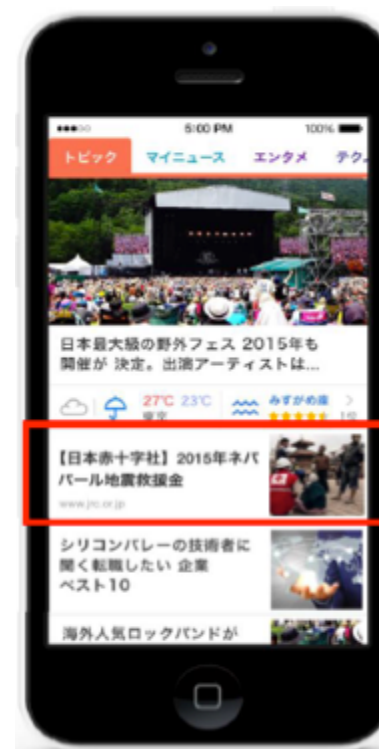 5:00 PM 100%
トピック マイニュース エンタメ テク
日本最大級の野外フェス 2015年も
開催が 決定。出演アーティストは...
27℃ 23℃ みずがめ座
東京 1位
【日本赤十字社】2015年ネパ
パール地震救援金
www.jrc.or.jp
シリコンバレーの技術者に
聞く転職したい 企業
ベスト10
海外人気ロックバンドが